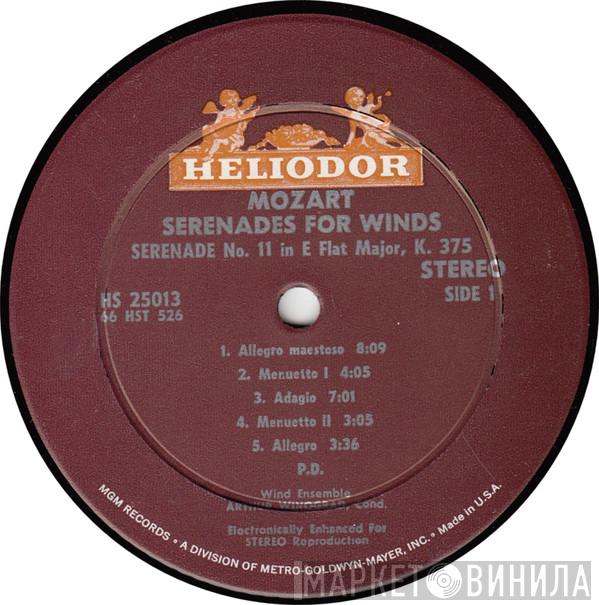 HELIODOR
MOZART
SERENADES FOR WINDS
SERENADE No. 11 in E Flat Major, K. 375
STEREO
HS 25013
SIDE 1
66 HST 526
1. Allegro maestoso 8:09
2. Menuetto I 4:05
3. Adagio 7:01
4. Menuetto II 3:05
5. Allegro 3:36
P.D.
Wind Ensemble
ARTHUR WINOGRAD, Cond.
Electronically Enhanced For
STEREO Reproduction
MGM RECORDS • A DIVISION OF METRO-GOLDWYN-MAYER, INC. • Made in U.S.A.
МАРКЕТ ВИНИЛА